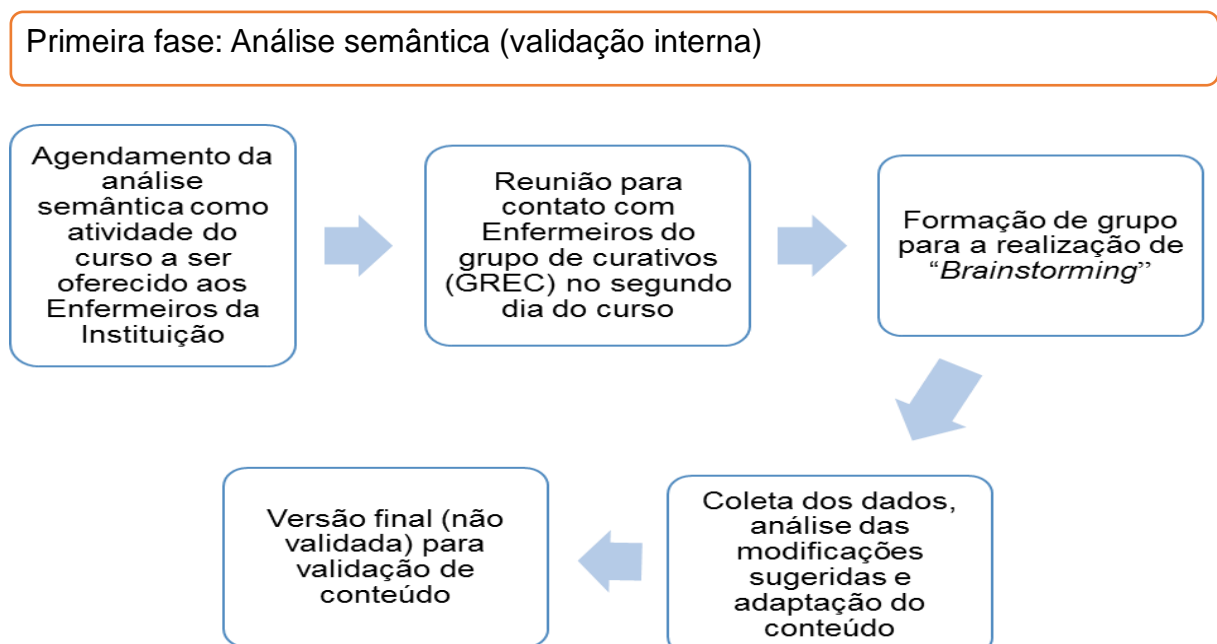 Primeira fase: Análise semântica (validação interna)
Agendamento da
análise
semântica como
atividade do
curso a ser
oferecido aos
Enfermeiros da
Instituição
Reunião para
contato com
Enfermeiros do
grupo de curativos
(GREC) no segundo
dia do curso
Formação de grupo
para a realização de
“Brainstorming”
Coleta dos dados,
análise das
modificações
sugeridas e
adaptação do
conteúdo
Versão final (não
validada) para
validação de
conteúdo